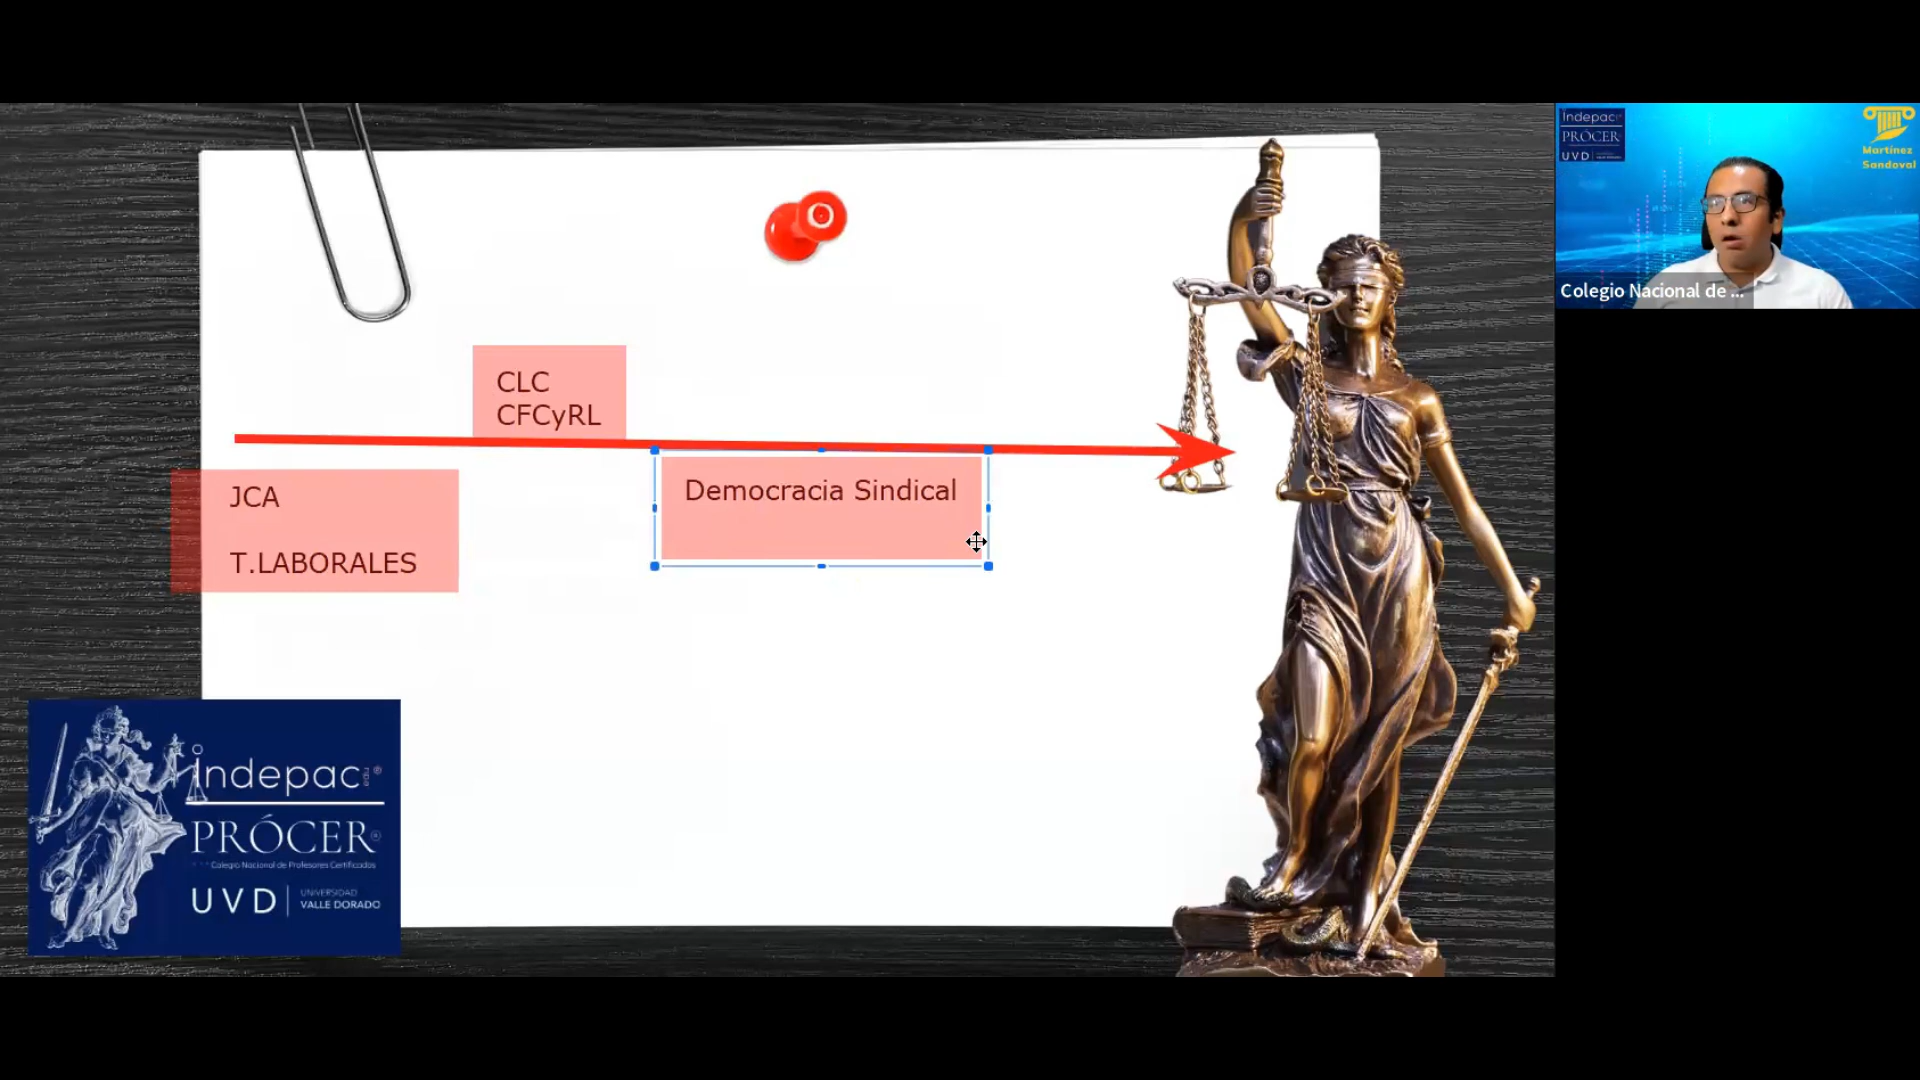 CLC
CFCyRL
JCA
T.LABORALES
Democracia Sindical
indepac
PRÓCER
Colegio Nacional de Profesores Certificados
UVD
UNIVERSIDAD
VALLE DORADO
indepac
PRÓCER
UVD
Martínez
Sandoval
Colegio Nacional de ...